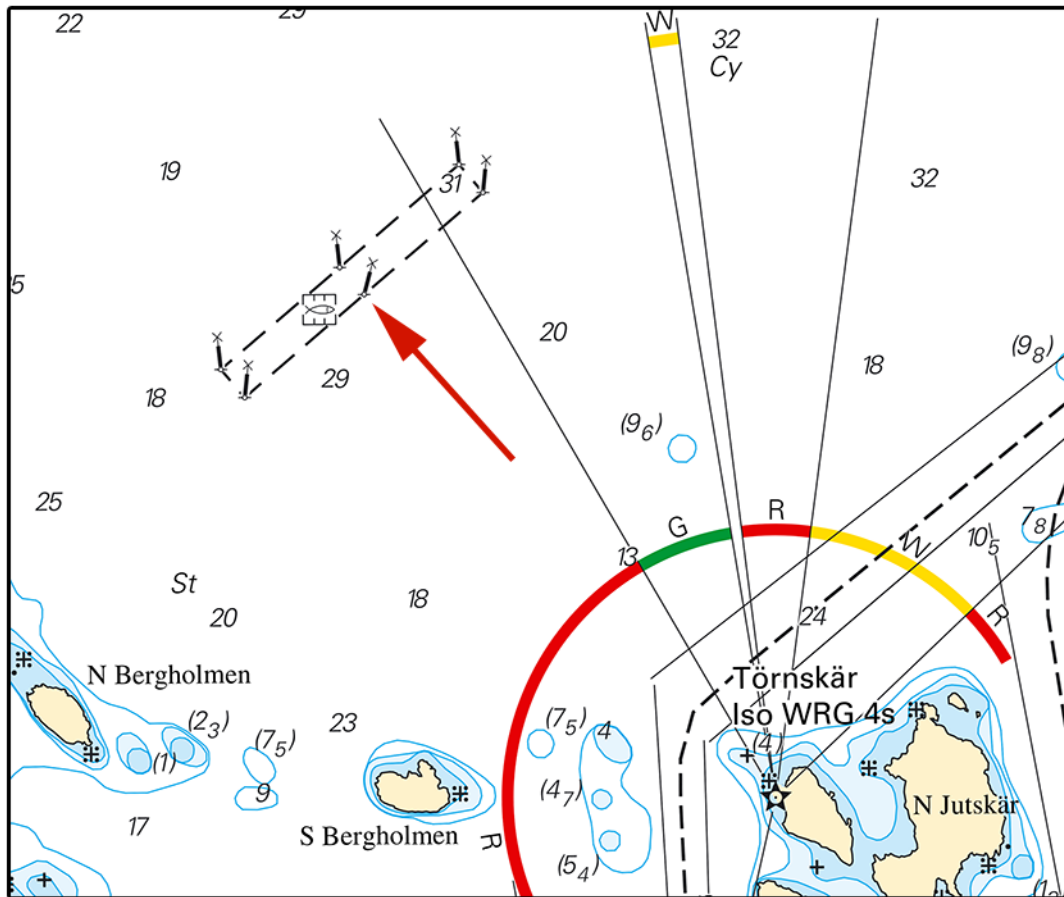 22
29
W
32
Cy
19
31
32
35
20
(9₈)
29
18
18
(9₆)
25
G
R
W
7₈
10₅
13
18
St
20
24
R
N Bergholmen
Törnskär
Iso WRG 4s
(2₃)
23
(7₅)
(7₅)
4
(4)
(1)
9
(4₇)
N Jutskär
17
S Bergholmen
R
(5₄)